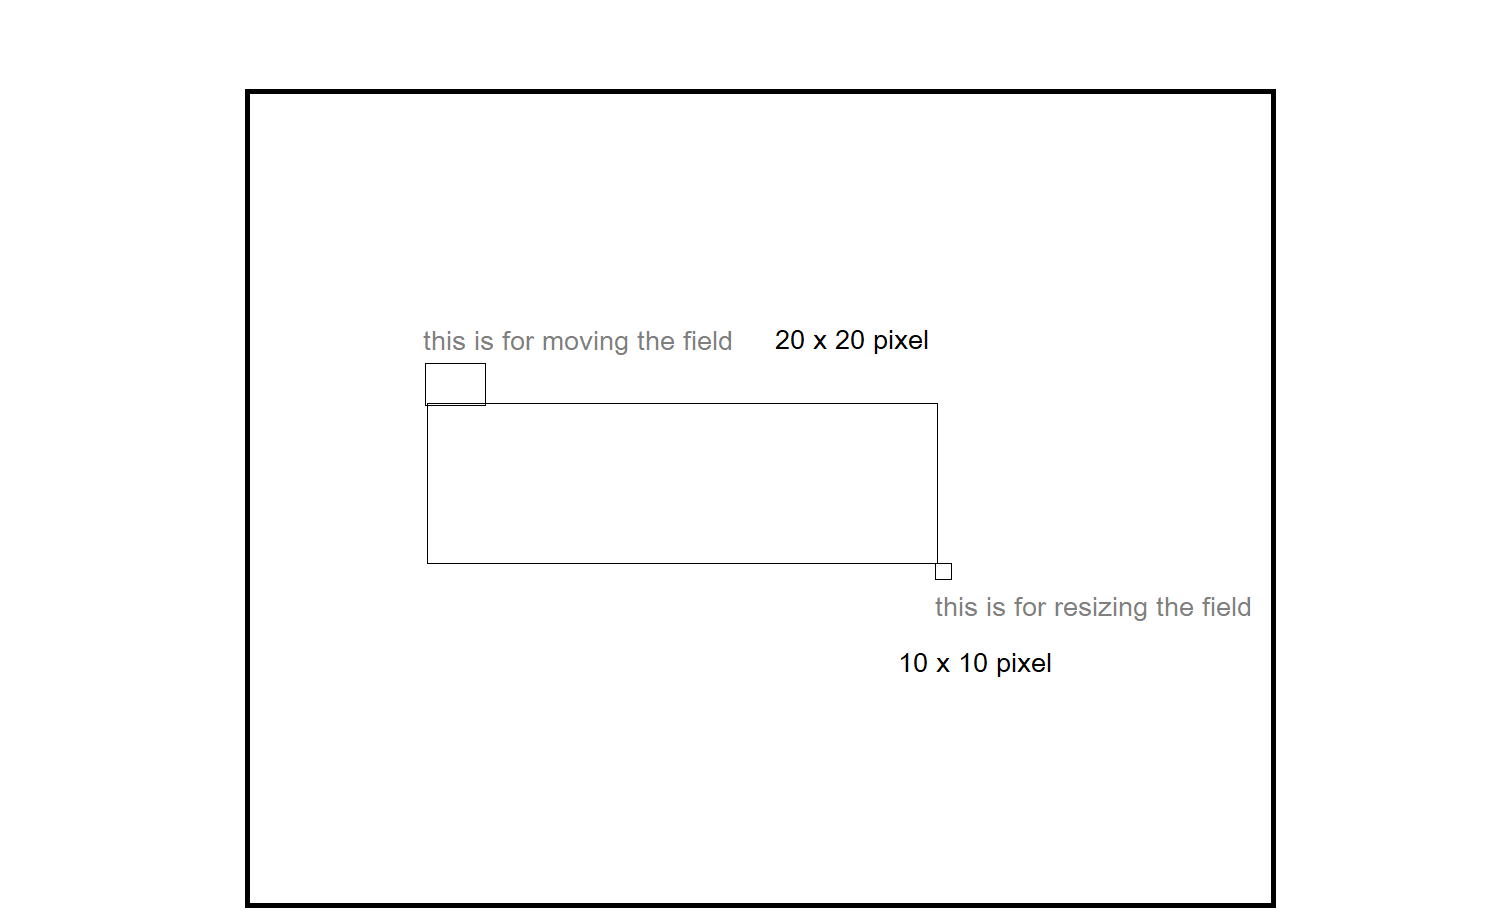 this is for moving the field 20 x 20 pixel
this is for resizing the field
10 x 10 pixel